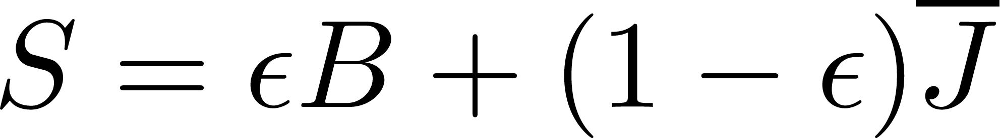 S = ϵB + (1 − ϵ)J̅